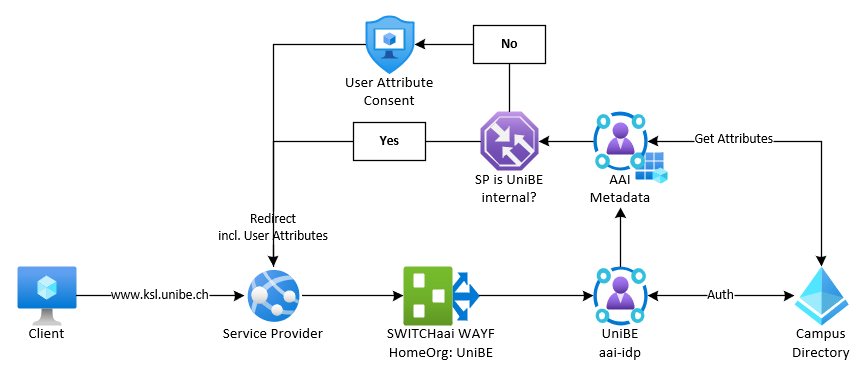 No
User Attribute
Consent
Yes
SP is UniBE
internal?
AAI
Metadata
Get Attributes
Redirect
incl. User Attributes
Client
www.ksl.unibe.ch
Service Provider
SWITCHaai WAYF
HomeOrg: UniBE
UniBE
aai-idp
Auth
Campus
Directory